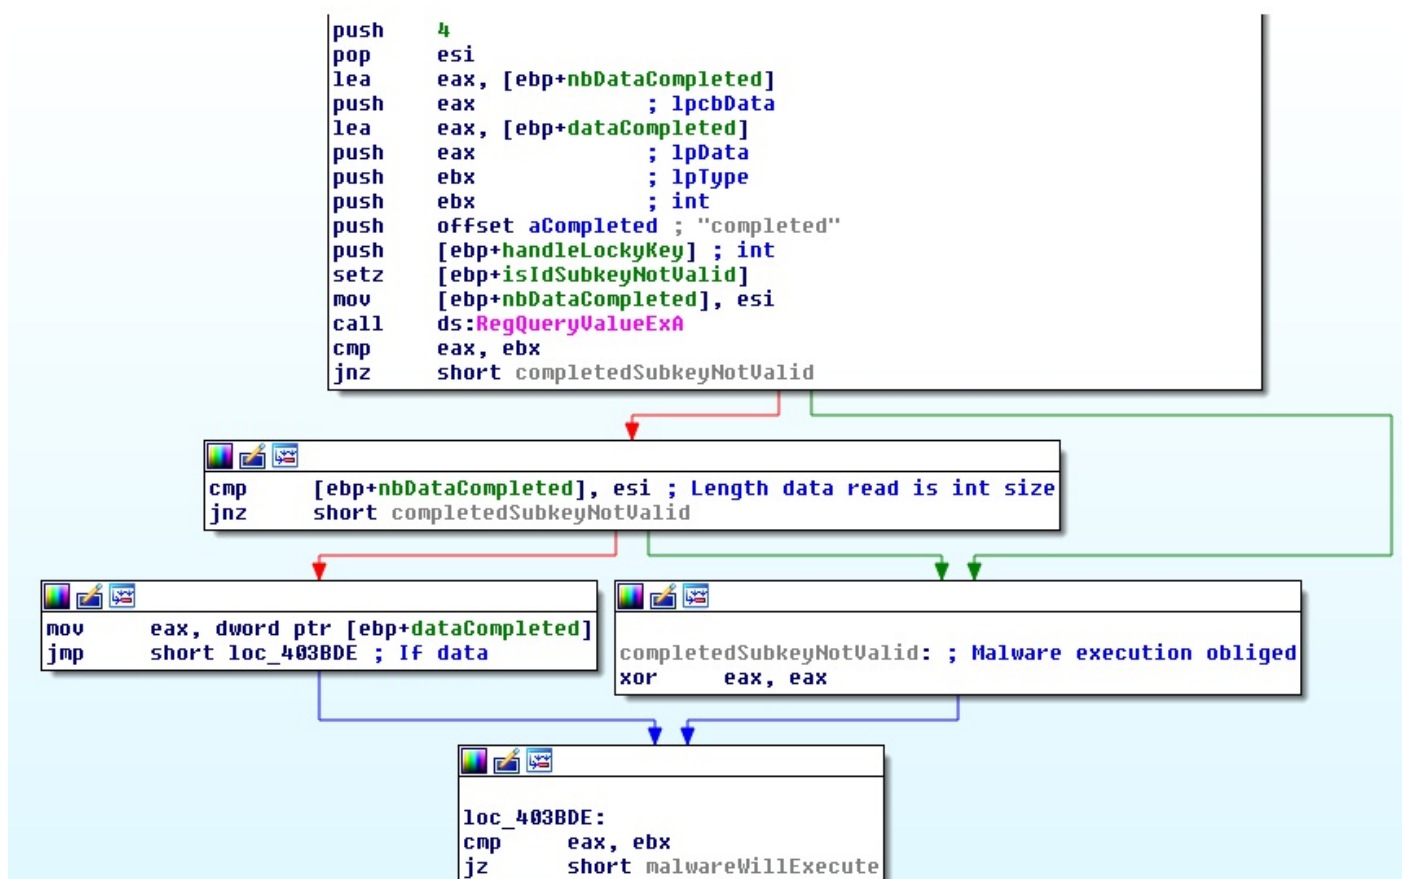 push 4
pop esi
lea eax, [ebp+nbDataCompleted]
push eax ; lpcbData
lea eax, [ebp+dataCompleted]
push eax ; lpData
push ebx ; lpType
push ebx ; int
push offset aCompleted ; "completed"
push [ebp+handleLockyKey] ; int
setz [ebp+isIdSubkeyNotValid]
mov [ebp+nbDataCompleted], esi
call ds:RegQueryValueExA
cmp eax, ebx
jnz short completedSubkeyNotValid
cmp [ebp+nbDataCompleted], esi ; Length data read is int size
jnz short completedSubkeyNotValid
mov eax, dword ptr [ebp+dataCompleted]
jmp short loc_403BDE ; If data
completedSubkeyNotValid: ; Malware execution obliged
xor eax, eax
loc_403BDE:
cmp eax, ebx
jz short malwareWillExecute